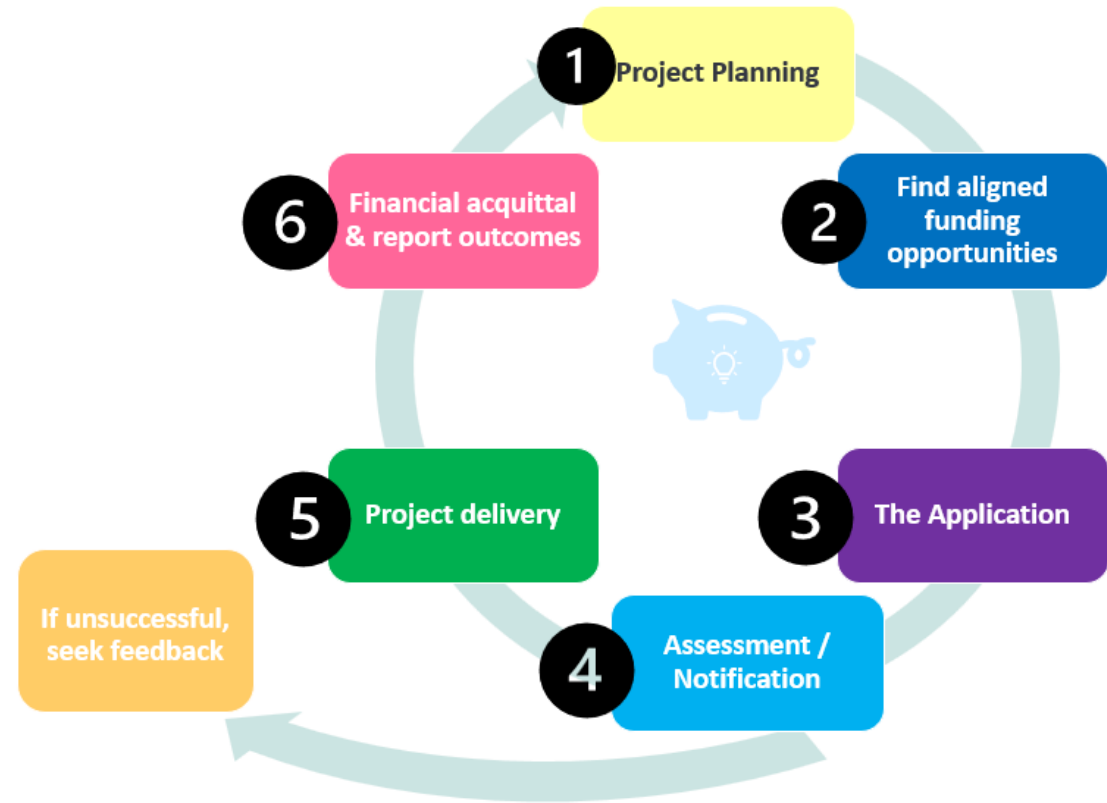 1
Project Planning
2
Find aligned
funding
opportunities
3
The Application
4
Assessment /
Notification
5
Project delivery
6
Financial acquittal
& report outcomes
If unsuccessful,
seek feedback